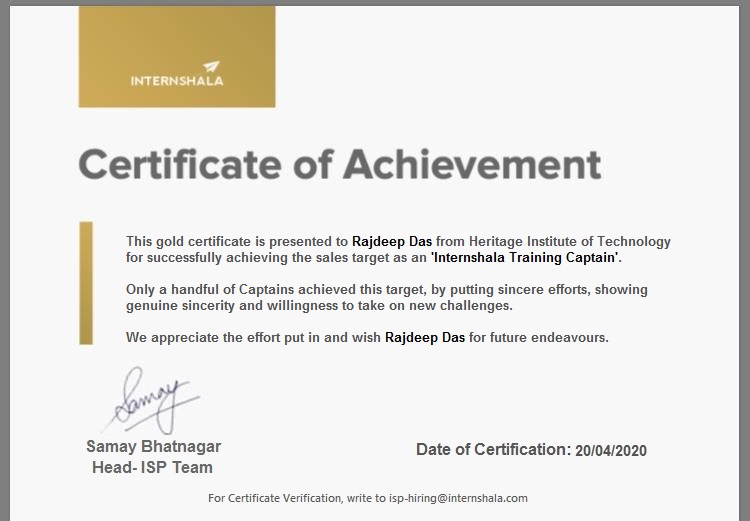 INTERNSHALA
Certificate of Achievement
This gold certificate is presented to Rajdeep Das from Heritage Institute of Technology
for successfully achieving the sales target as an 'Internshala Training Captain'.
Only a handful of Captains achieved this target, by putting sincere efforts, showing
genuine sincerity and willingness to take on new challenges.
We appreciate the effort put in and wish Rajdeep Das for future endeavours.
Samay
Samay Bhatnagar
Head- ISP Team
Date of Certification: 20/04/2020
For Certificate Verification, write to isp-hiring@internshala.com